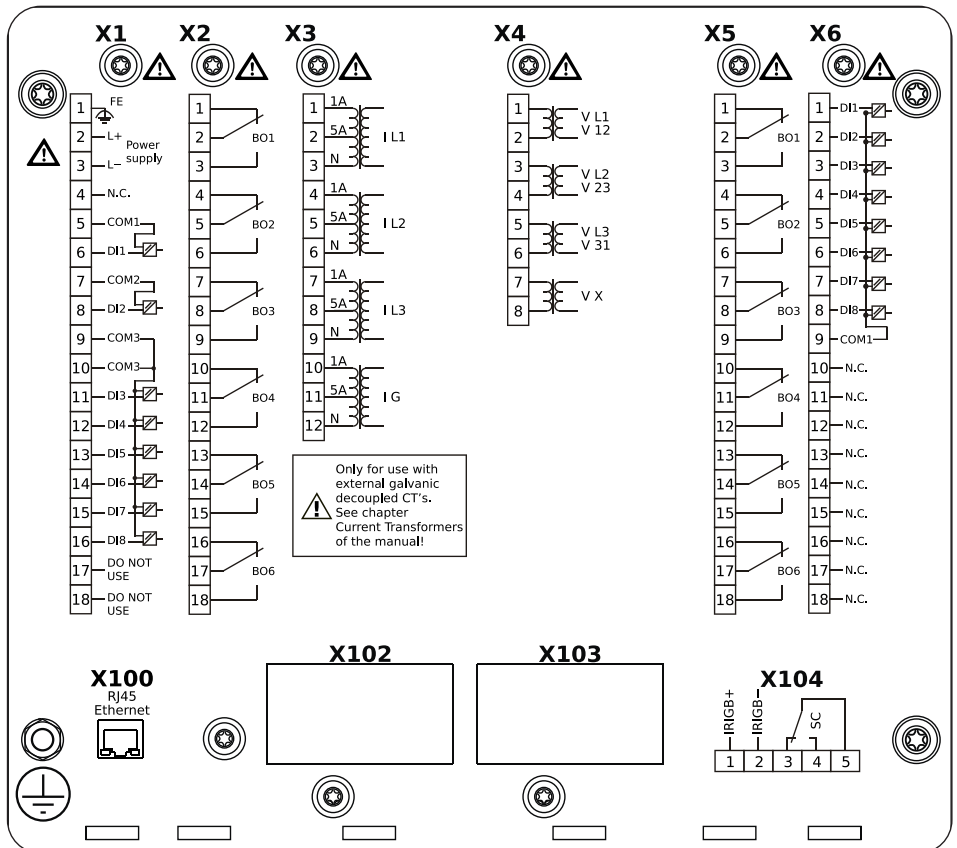 X1
1 FE
2 L+
Power supply
3 L−
4 N.C.
5 COM1
6 DI1
7 COM2
8 DI2
9 COM3
10 COM3
11 DI3
12 DI4
13 DI5
14 DI6
15 DI7
16 DI8
17 DO NOT USE
18 DO NOT USE
X2
1
2 BO1
3
4
5 BO2
6
7
8 BO3
9
10
11 BO4
12
13
14 BO5
15
16
17 BO6
18
X3
1 1A
2 5A I L1
3 N
4 1A
5 5A I L2
6 N
7 1A
8 5A I L3
9 N
10 1A
11 5A I G
12 N
Only for use with
external galvanic
decoupled CT's.
See chapter
Current Transformers
of the manual!
X4
1 V L1
2 V 12
3 V L2
4 V 23
5 V L3
6 V 31
7
V X
8
X5
1
2 BO1
3
4
5 BO2
6
7
8 BO3
9
10
11 BO4
12
13
14 BO5
15
16
17 BO6
18
X6
1 DI1
2 DI2
3 DI3
4 DI4
5 DI5
6 DI6
7 DI7
8 DI8
9 COM1
10 N.C.
11 N.C.
12 N.C.
13 N.C.
14 N.C.
15 N.C.
16 N.C.
17 N.C.
18 N.C.
X100
RJ45
Ethernet
X102
X103
X104
IRIGB+
IRIGB−
SC
1 2 3 4 5